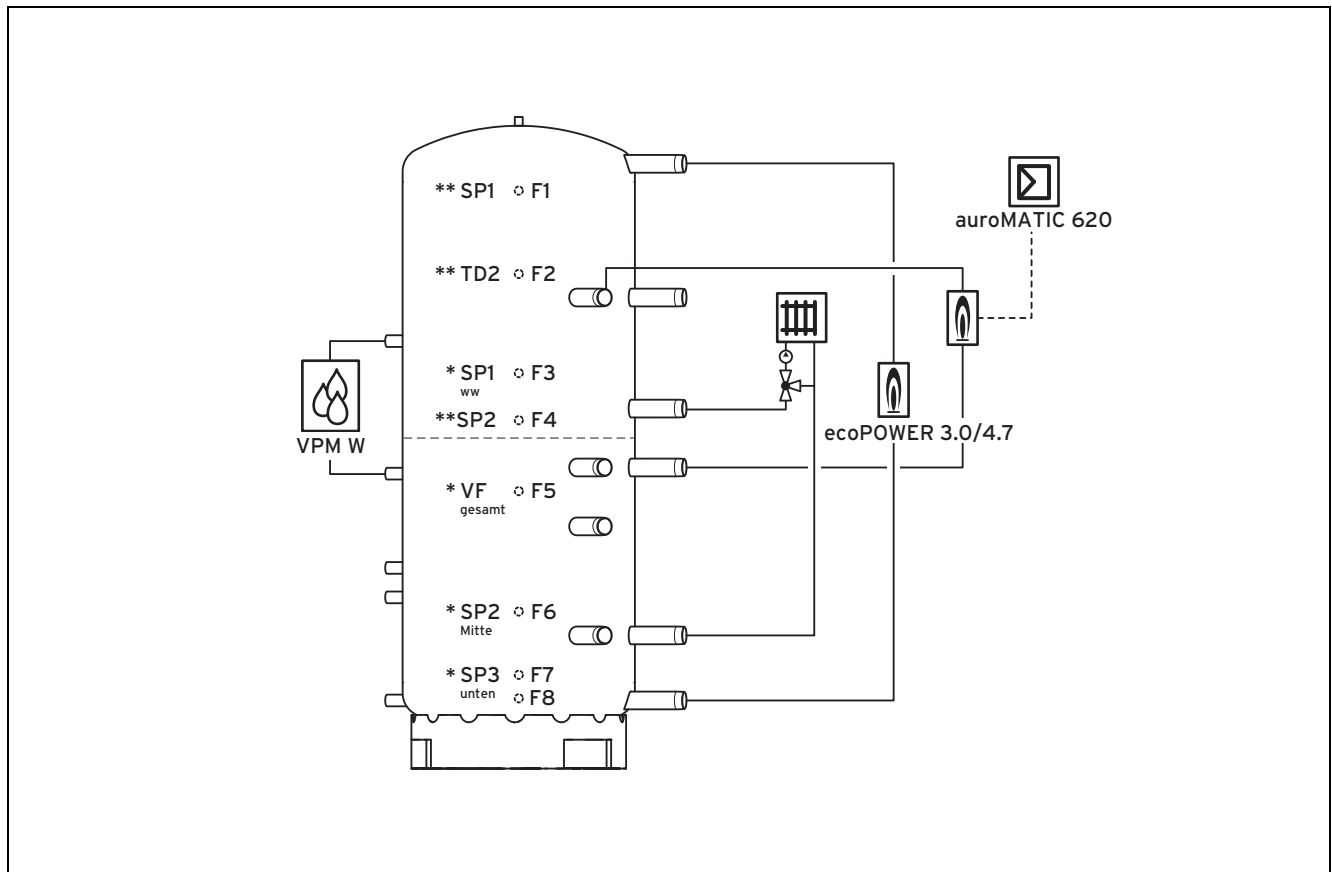 ** SP1 F1
auroMATIC 620
** TD2 F2
* SP1 F3
ww
**SP2 F4
ecoPOWER 3.0/4.7
VPM W
* VF F5
gesamt
* SP2 F6
Mitte
* SP3 F7
unten F8